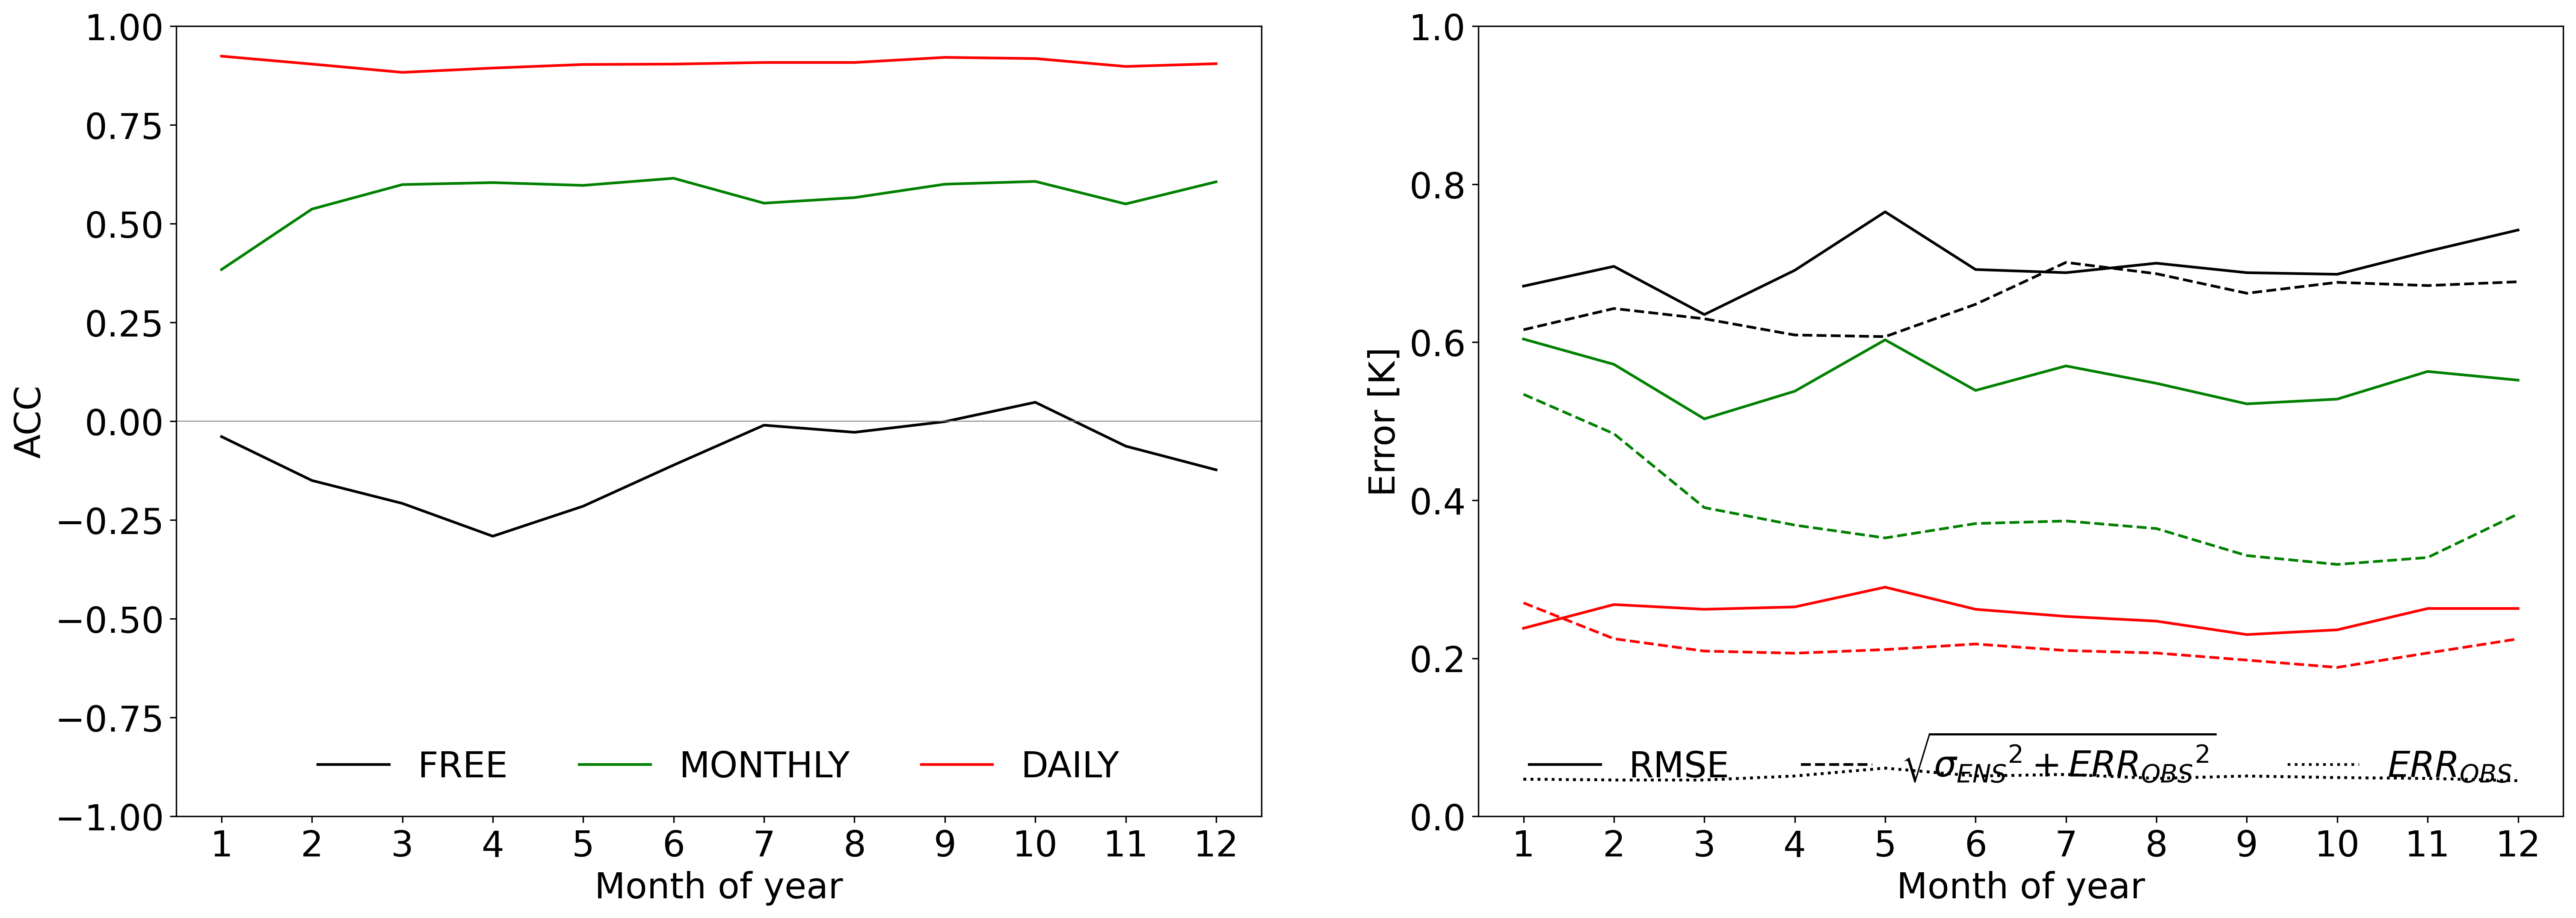 1.00
0.75
0.50
0.25
0.00
−0.25
−0.50
−0.75
−1.00
ACC
FREE MONTHLY DAILY
1 2 3 4 5 6 7 8 9 10 11 12
Month of year
1.0
0.8
0.6
0.4
0.2
0.0
Error [K]
RMSE √σ_ENS² + ERR_OBS² ERR_OBS
1 2 3 4 5 6 7 8 9 10 11 12
Month of year